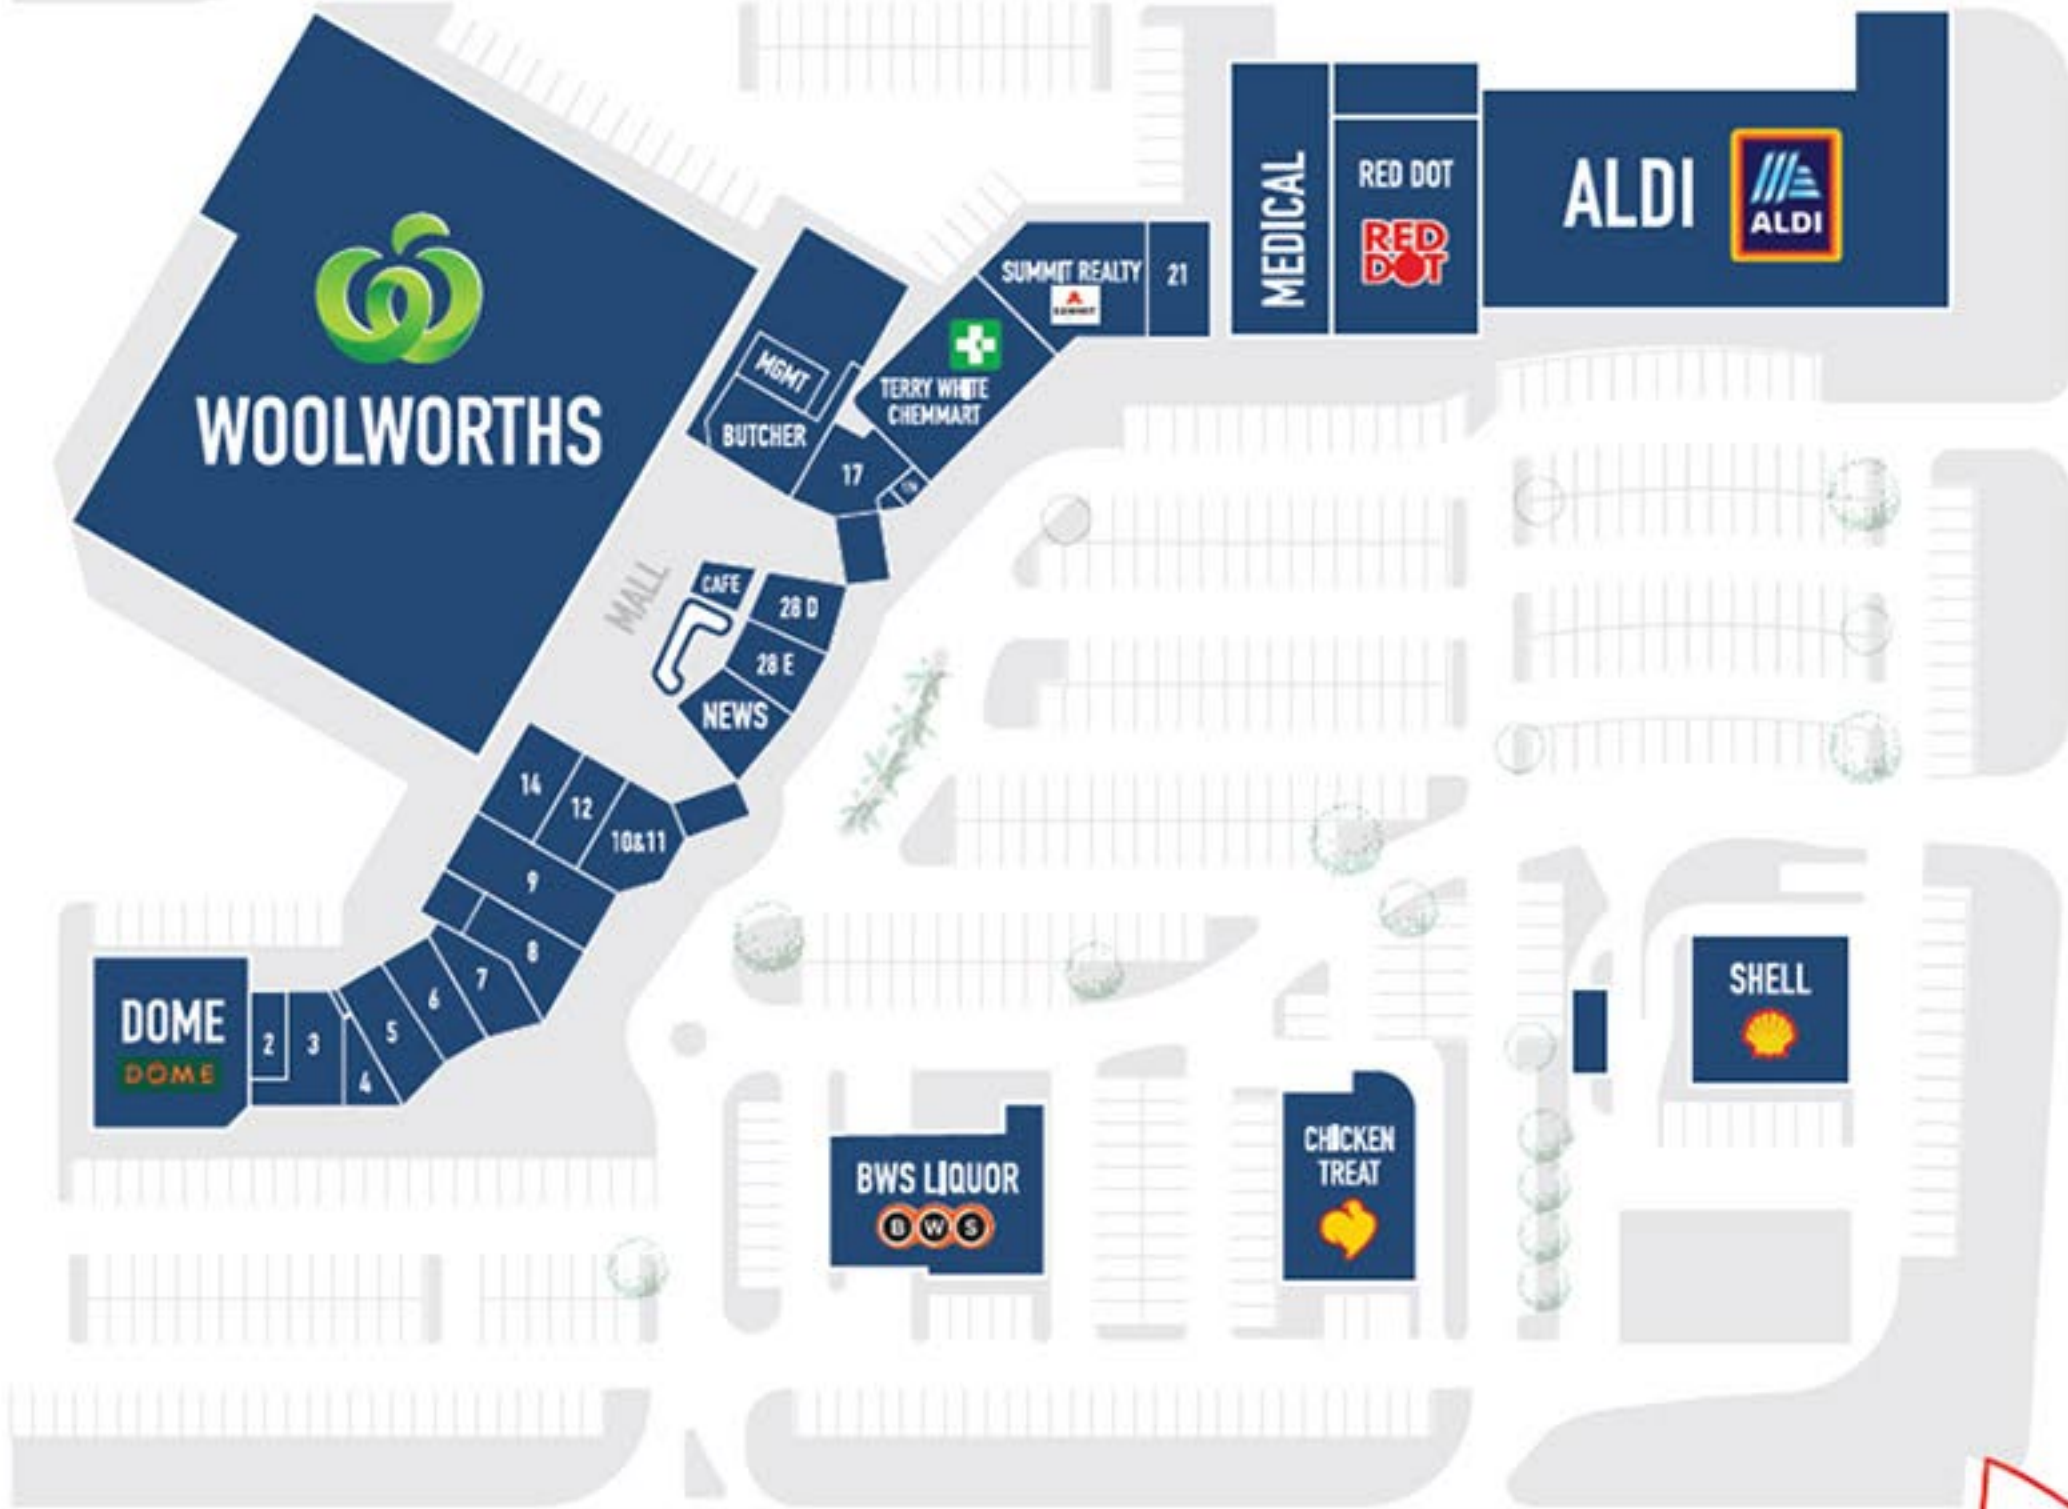 WOOLWORTHS
MEDICAL
RED DOT
RED
DOT
ALDI
ALDI
SUMMIT REALTY
SUMMIT
21
TERRY WHITE
CHEMMART
MGMT
BUTCHER
17
MALL
CAFE
28 D
28 E
NEWS
14
12
10&11
9
8
7
6
5
4
3
2
DOME
DOME
BWS LIQUOR
BWS
CHICKEN
TREAT
SHELL